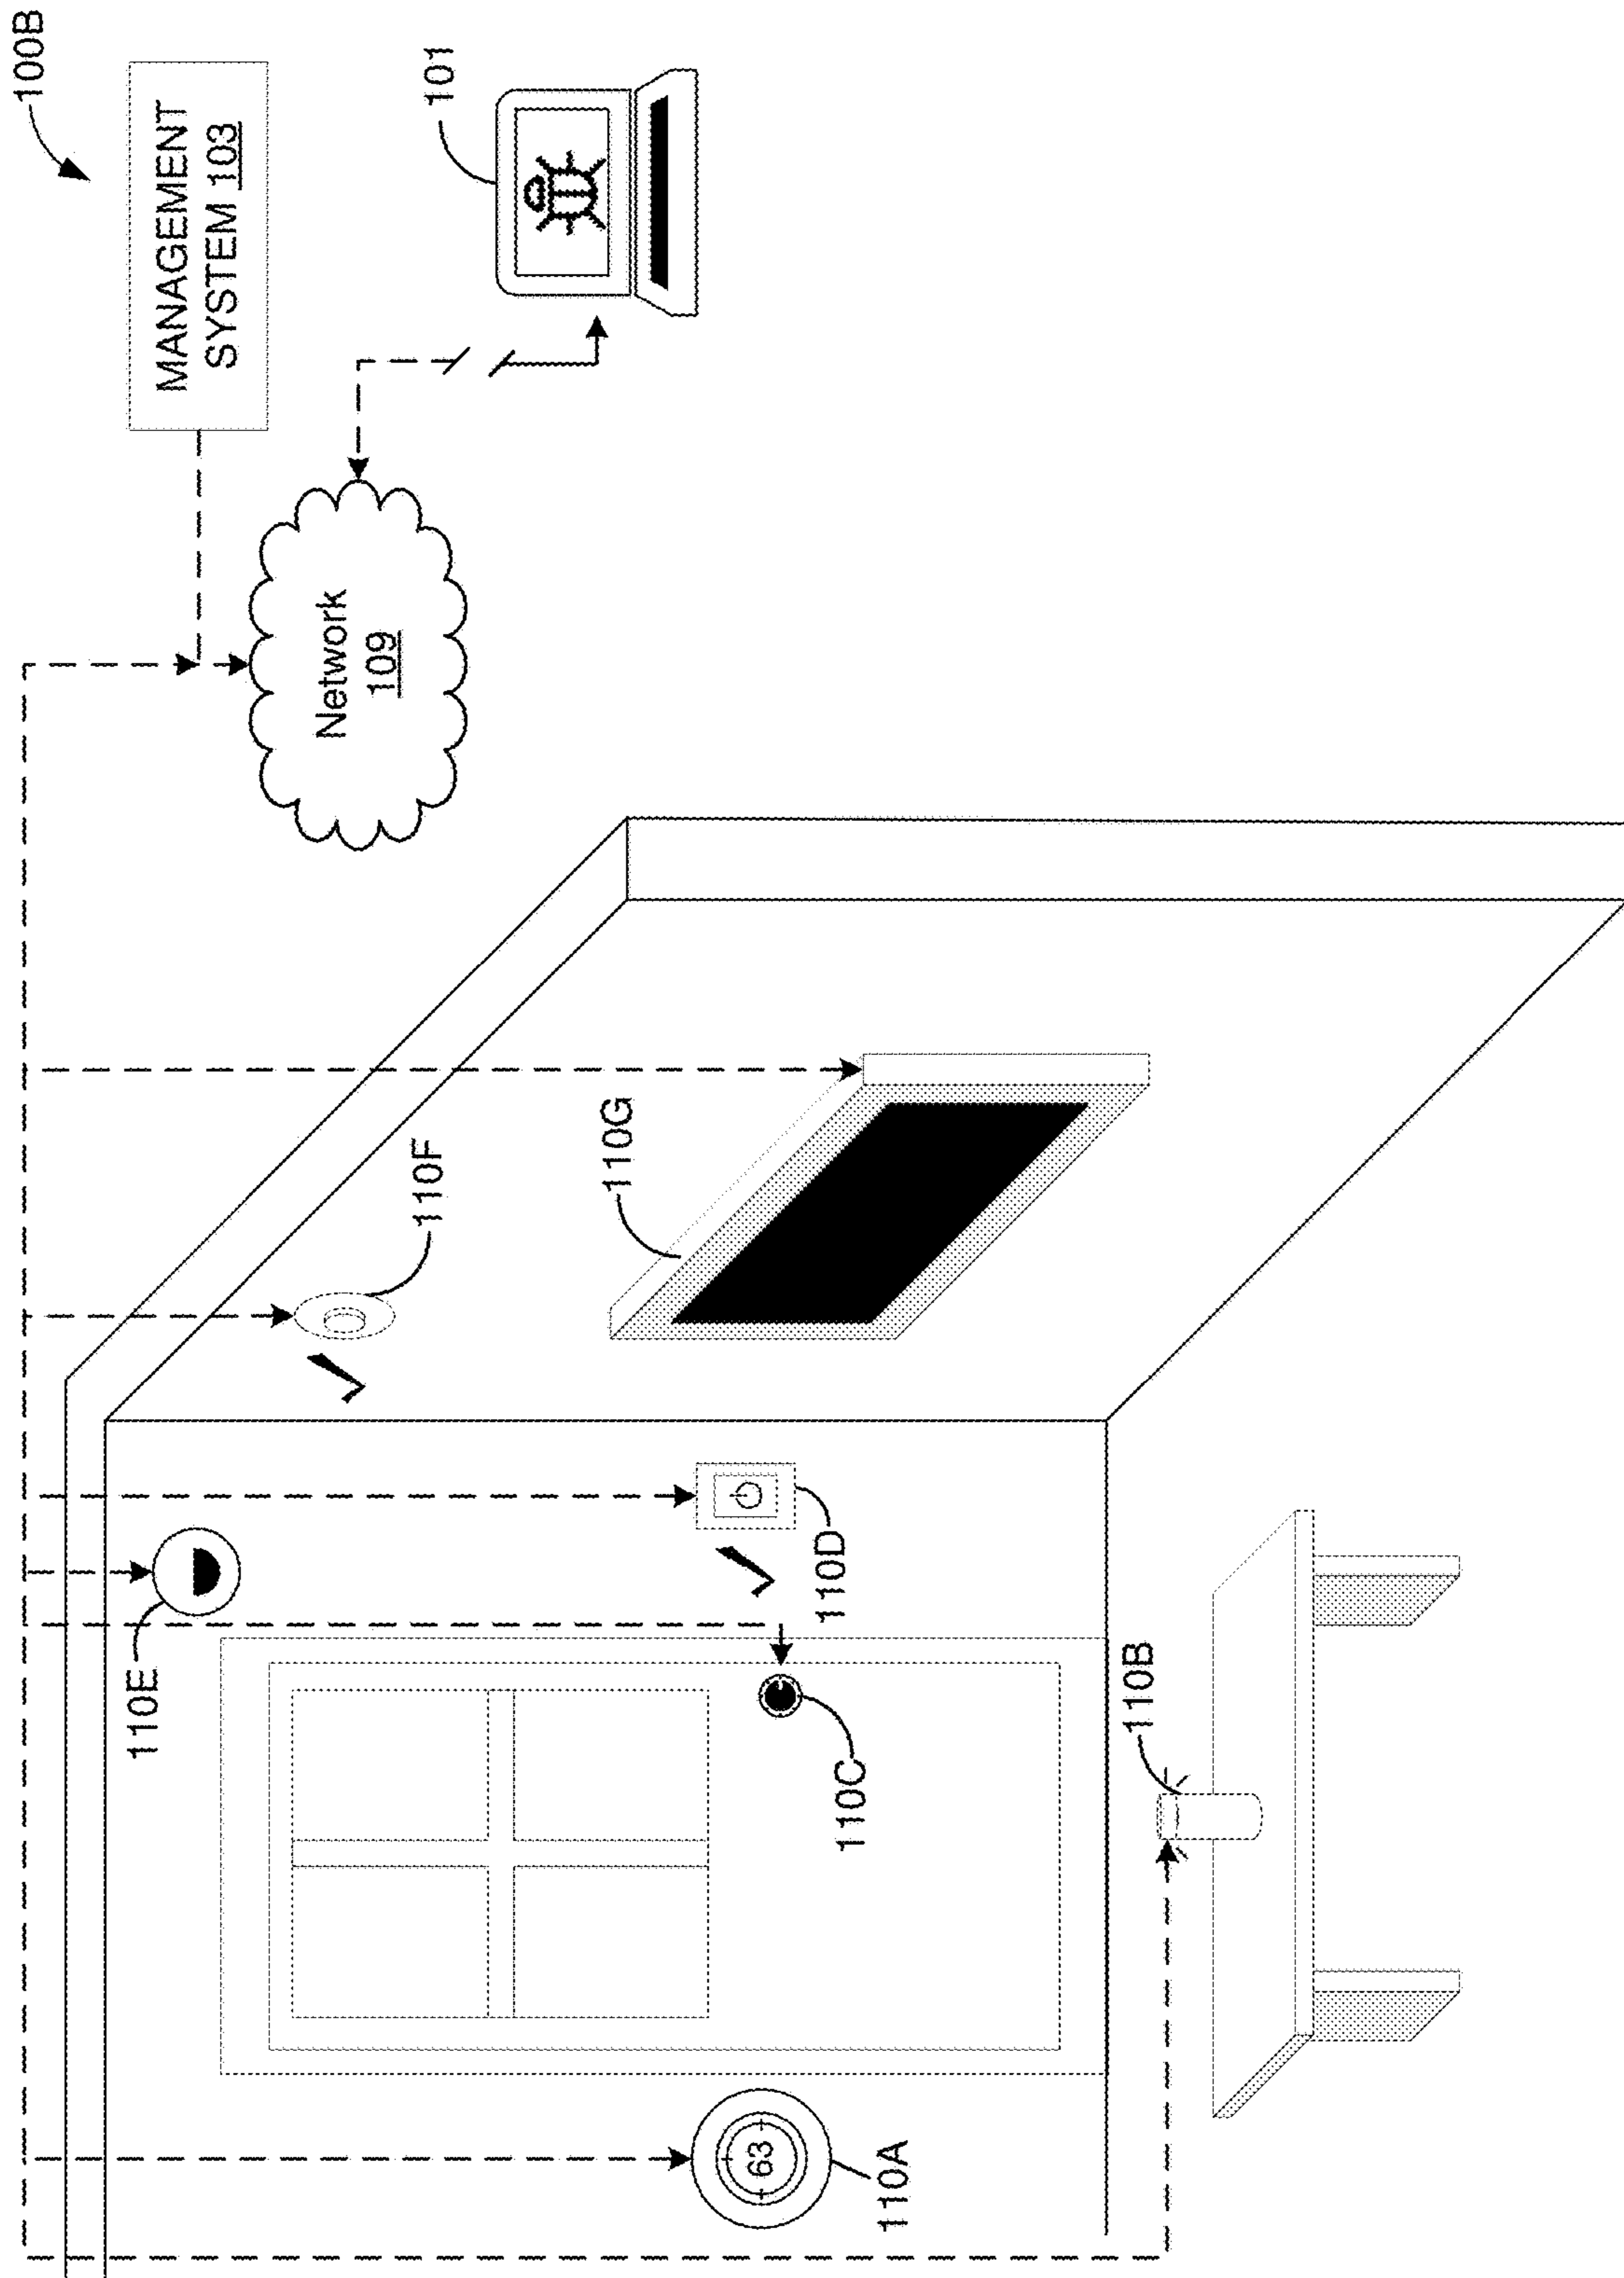 100B
MANAGEMENT
SYSTEM 103
101
Network
109
110F
110G
110E
110D
110C
110B
63
110A